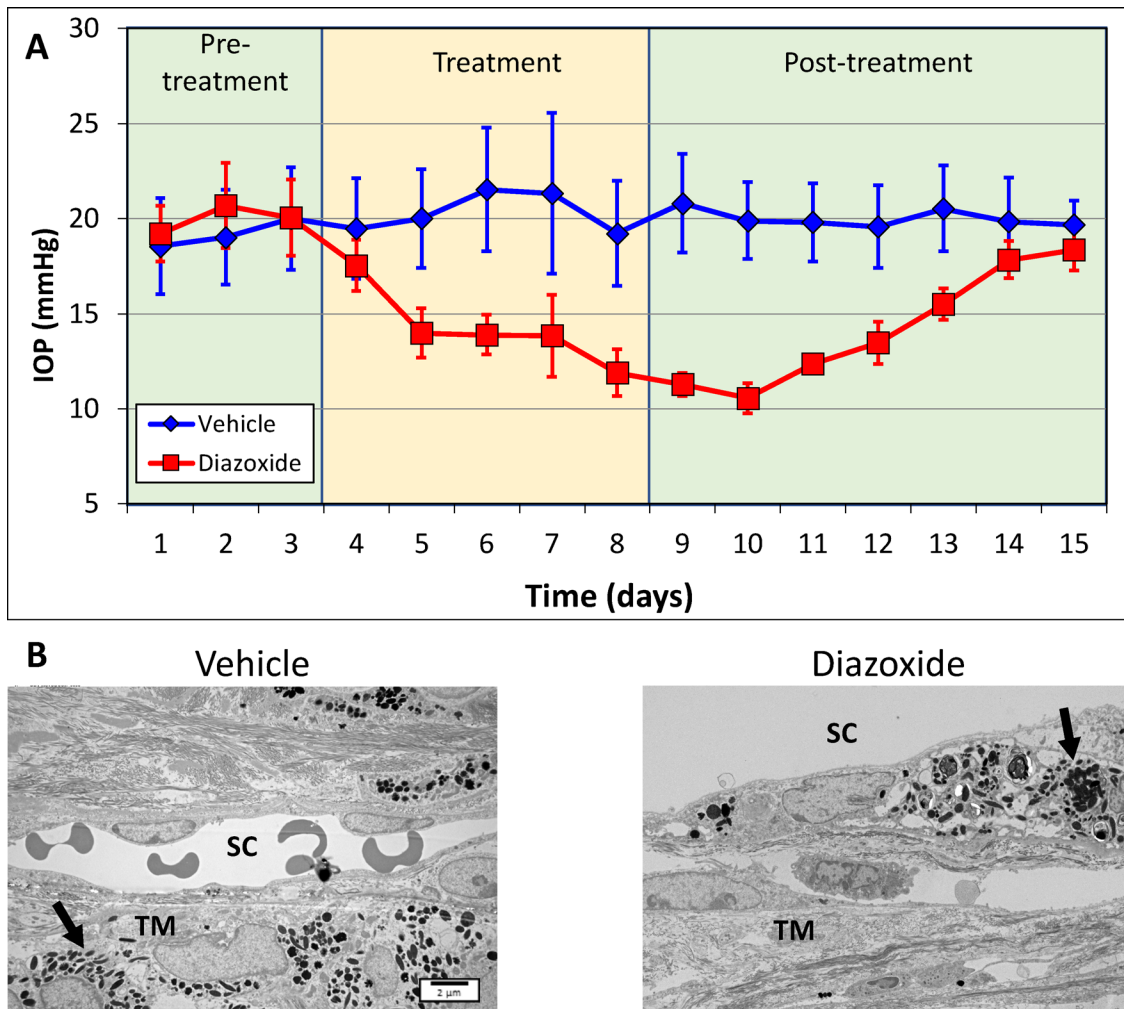 A
Pre-
treatment
Treatment
Post-treatment
30
25
20
15
10
5
IOP (mmHg)
Vehicle
Diazoxide
1 2 3 4 5 6 7 8 9 10 11 12 13 14 15
Time (days)
B
Vehicle
Diazoxide
SC
TM
2 µm
SC
TM